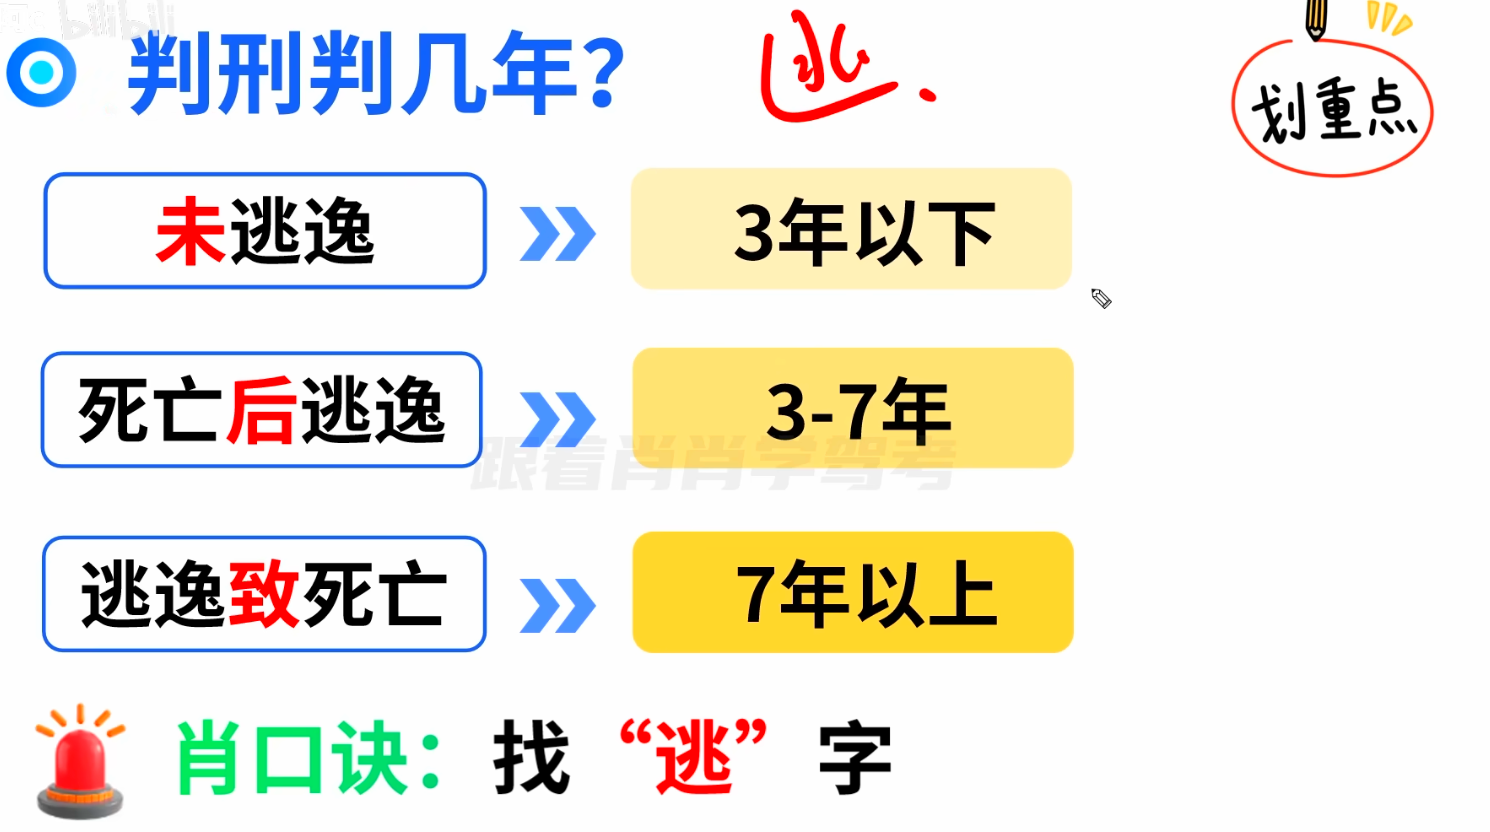 bilibili
判刑判几年？
逃.
划重点
未逃逸
3年以下
死亡后逃逸
3-7年
跟着肖肖学驾考
逃逸致死亡
7年以上
肖口诀：找“逃”字